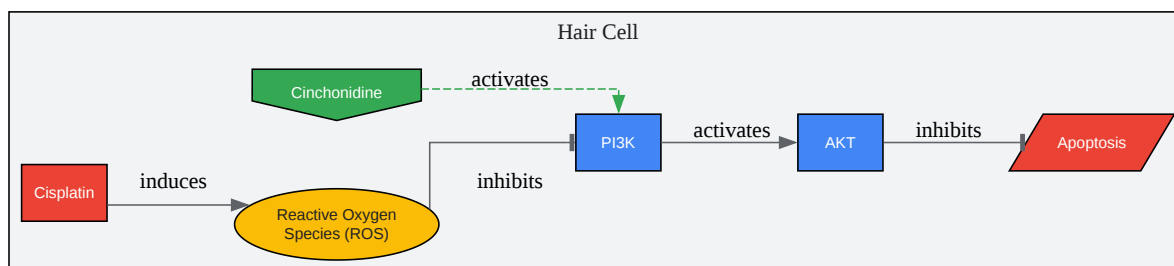 Hair Cell
activates
Cinchonidine
PI3K
activates
AKT
inhibits
Apoptosis
Cisplatin
induces
inhibits
Reactive Oxygen
Species (ROS)